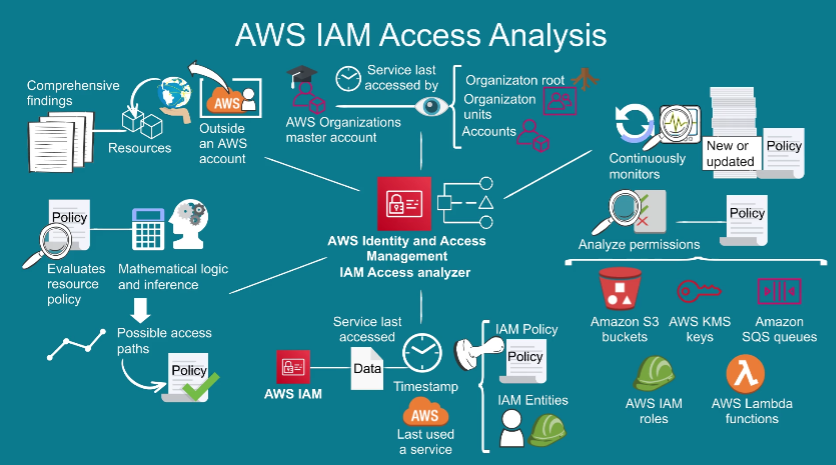 AWS IAM Access Analysis
Comprehensive
findings
Resources
AWS
Outside
an AWS
account
AWS Organizations
master account
Service last
accessed by
Organizaton root
Organizaton
units
Accounts
Continuously
monitors
New or
updated
Policy
Analyze permissions
Policy
Amazon S3
buckets
AWS KMS
keys
Amazon
SQS queues
AWS IAM
roles
AWS Lambda
functions
AWS Identity and Access
Management
IAM Access analyzer
Policy
Evaluates
resource
policy
Mathematical logic
and inference
Possible access
paths
Policy
AWS IAM
Service last
accessed
Data
Timestamp
AWS
Last used
a service
IAM Policy
Policy
IAM Entities